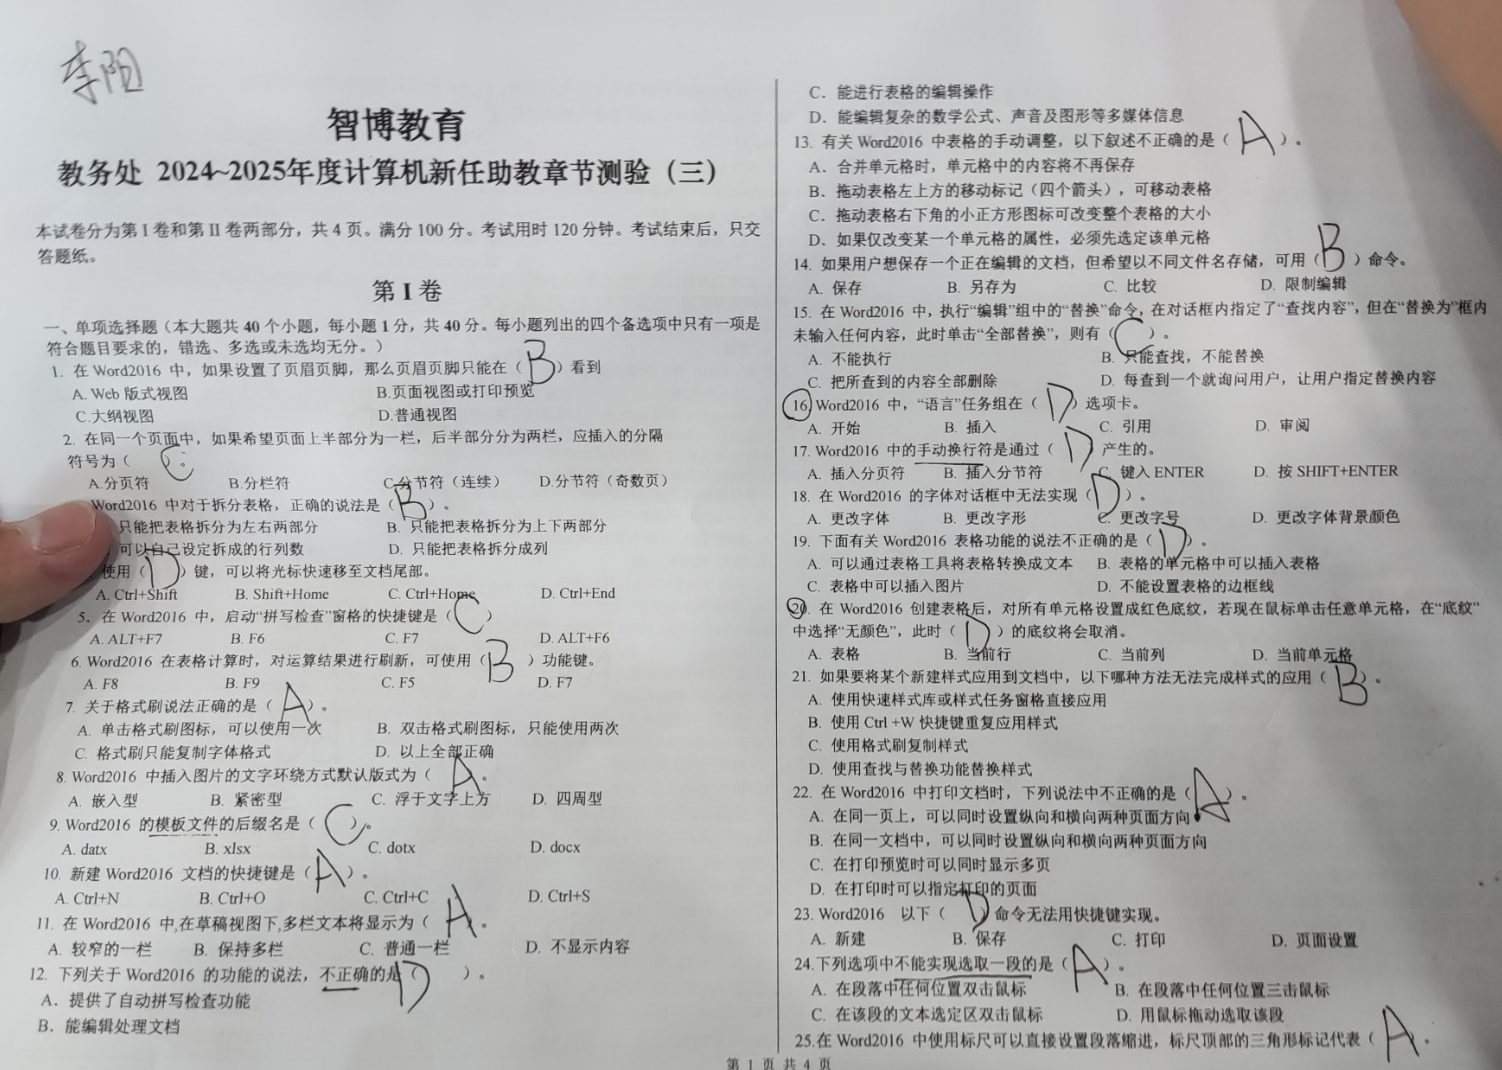 李阳
智博教育
教务处 2024~2025年度计算机新任助教章节测验（三）
本试卷分为第 I 卷和第 II 卷两部分，共 4 页。满分 100 分。考试用时 120 分钟。考试结束后，只交
答题纸。
第 I 卷
一、单项选择题（本大题共 40 个小题，每小题 1 分，共 40 分。每小题列出的四个备选项中只有一项是
符合题目要求的，错选、多选或未选均无分。）
1. 在 Word2016 中，如果设置了页眉页脚，那么页眉页脚只能在（ B ）看到
A. Web 版式视图 B.页面视图或打印预览
C.大纲视图 D.普通视图
2. 在同一个页面中，如果希望页面上半部分为一栏，后半部分分为两栏，应插入的分隔
符号为（ C ）。
A.分页符 B.分栏符 C.分节符（连续） D.分节符（奇数页）
Word2016 中对于拆分表格，正确的说法是（ B ）。
只能把表格拆分为左右两部分 B. 只能把表格拆分为上下两部分
可以自己设定拆成的行列数 D. 只能把表格拆分成列
使用（ D ）键，可以将光标快速移至文档尾部。
A. Ctrl+Shift B. Shift+Home C. Ctrl+Home D. Ctrl+End
5. 在 Word2016 中，启动“拼写检查”窗格的快捷键是（ C ）
A. ALT+F7 B. F6 C. F7 D. ALT+F6
6. Word2016 在表格计算时，对运算结果进行刷新，可使用（ B ）功能键。
A. F8 B. F9 C. F5 D. F7
7. 关于格式刷说法正确的是（ A ）。
A. 单击格式刷图标，可以使用一次 B. 双击格式刷图标，只能使用两次
C. 格式刷只能复制字体格式 D. 以上全部正确
8. Word2016 中插入图片的文字环绕方式默认版式为（ A ）。
A. 嵌入型 B. 紧密型 C. 浮于文字上方 D. 四周型
9. Word2016 的模板文件的后缀名是（ C ）。
A. datx B. xlsx C. dotx D. docx
10. 新建 Word2016 文档的快捷键是（ A ）。
A. Ctrl+N B. Ctrl+O C. Ctrl+C D. Ctrl+S
11. 在 Word2016 中,在草稿视图下,多栏文本将显示为（ A ）。
A. 较窄的一栏 B. 保持多栏 C. 普通一栏 D. 不显示内容
12. 下列关于 Word2016 的功能的说法，不正确的是（ D ）。
A. 提供了自动拼写检查功能
B. 能编辑处理文档
C. 能进行表格的编辑操作
D. 能编辑复杂的数学公式、声音及图形等多媒体信息
13. 有关 Word2016 中表格的手动调整，以下叙述不正确的是（ A ）。
A. 合并单元格时，单元格中的内容将不再保存
B. 拖动表格左上方的移动标记（四个箭头），可移动表格
C. 拖动表格右下角的小正方形图标可改变整个表格的大小
D. 如果仅改变某一个单元格的属性，必须先选定该单元格
14. 如果用户想保存一个正在编辑的文档，但希望以不同文件名存储，可用（ B ）命令。
A. 保存 B. 另存为 C. 比较 D. 限制编辑
15. 在 Word2016 中，执行“编辑”组中的“替换”命令，在对话框内指定了“查找内容”，但在“替换为”框内
未输入任何内容，此时单击“全部替换”，则有（ C ）。
A. 不能执行 B. 只能查找，不能替换
C. 把所查到的内容全部删除 D. 每查到一个就询问用户，让用户指定替换内容
16. Word2016 中，“语言”任务组在（ D ）选项卡。
A. 开始 B. 插入 C. 引用 D. 审阅
17. Word2016 中的手动换行符是通过（ D ）产生的。
A. 插入分页符 B. 插入分节符 C. 键入 ENTER D. 按 SHIFT+ENTER
18. 在 Word2016 的字体对话框中无法实现（ D ）。
A. 更改字体 B. 更改字形 C. 更改字号 D. 更改字体背景颜色
19. 下面有关 Word2016 表格功能的说法不正确的是（ D ）。
A. 可以通过表格工具将表格转换成文本 B. 表格的单元格中可以插入表格
C. 表格中可以插入图片 D. 不能设置表格的边框线
20. 在 Word2016 创建表格后，对所有单元格设置成红色底纹，若现在鼠标单击任意单元格，在“底纹”
中选择“无颜色”，此时（ D ）的底纹将会取消。
A. 表格 B. 当前行 C. 当前列 D. 当前单元格
21. 如果要将某个新建样式应用到文档中，以下哪种方法无法完成样式的应用（ B ）。
A. 使用快速样式库或样式任务窗格直接应用
B. 使用 Ctrl +W 快捷键重复应用样式
C. 使用格式刷复制样式
D. 使用查找与替换功能替换样式
22. 在 Word2016 中打印文档时，下列说法中不正确的是（ A ）。
A. 在同一页上，可以同时设置纵向和横向两种页面方向
B. 在同一文档中，可以同时设置纵向和横向两种页面方向
C. 在打印预览时可以同时显示多页
D. 在打印时可以指定打印的页面
23. Word2016 以下（ D ）命令无法用快捷键实现。
A. 新建 B. 保存 C. 打印 D. 页面设置
24.下列选项中不能实现选取一段的是（ A ）。
A. 在段落中任何位置双击鼠标 B. 在段落中任何位置三击鼠标
C. 在该段的文本选定区双击鼠标 D. 用鼠标拖动选取该段
25.在 Word2016 中使用标尺可以直接设置段落缩进，标尺顶部的三角形标记代表（ A ）。
第 1 页 共 4 页